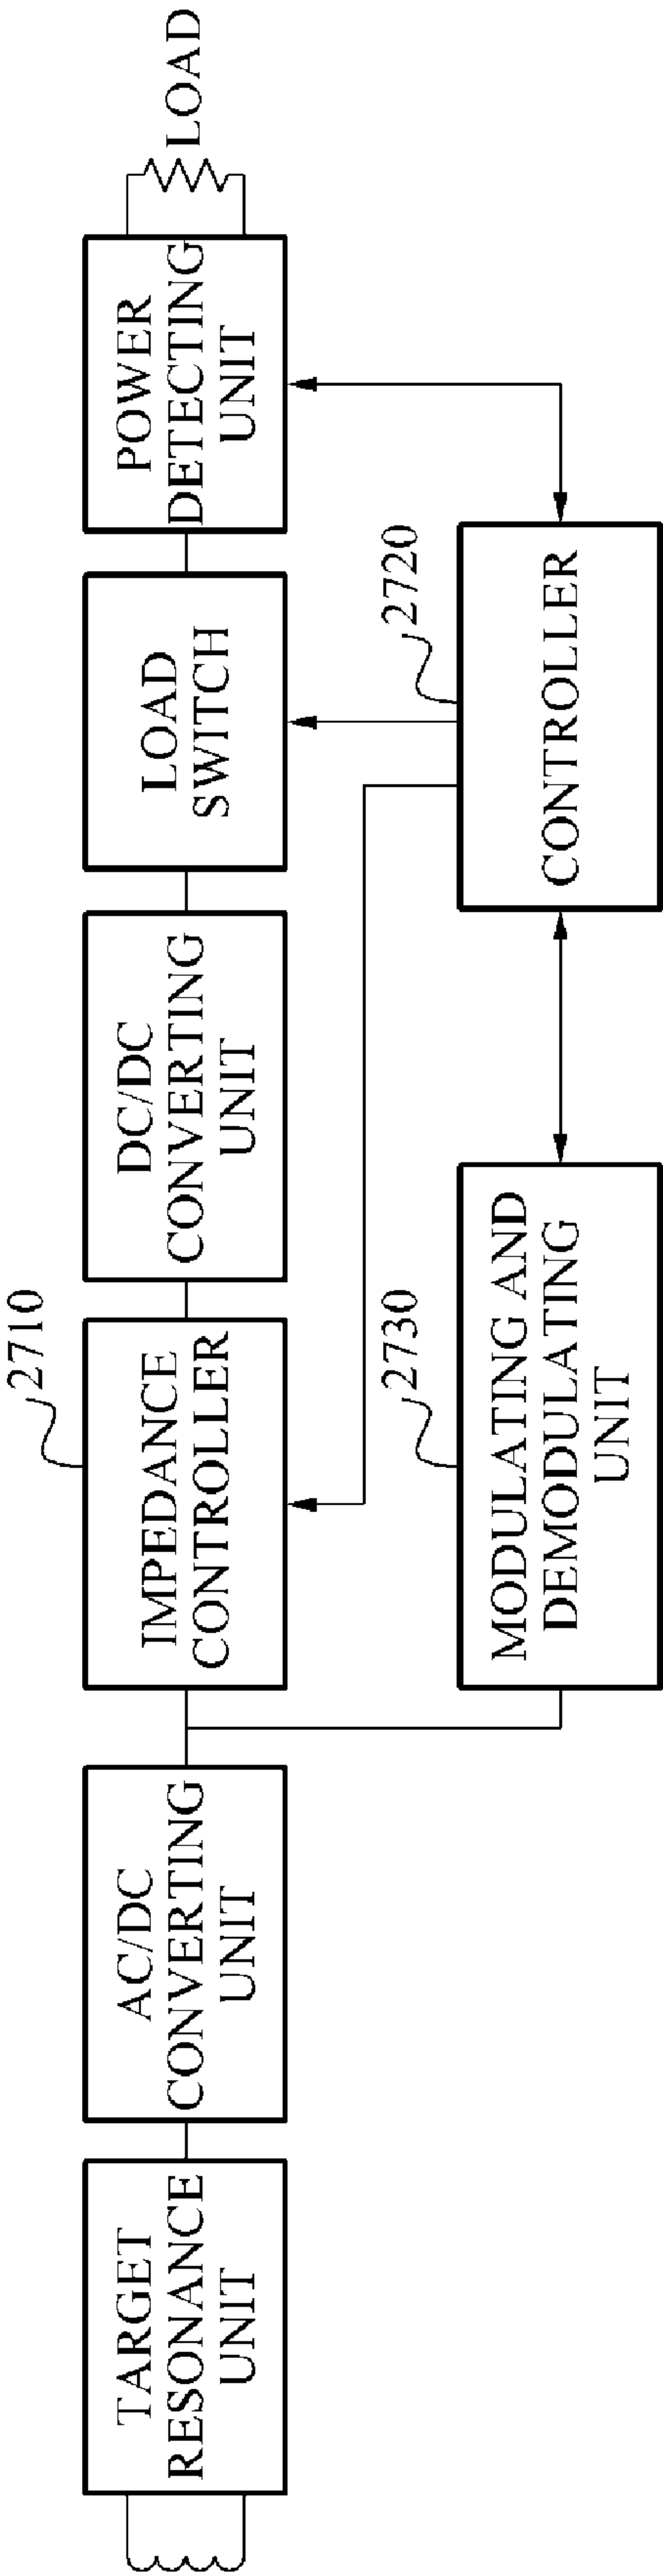 TARGET
RESONANCE
UNIT
AC/DC
CONVERTING
UNIT
2710
IMPEDANCE
CONTROLLER
DC/DC
CONVERTING
UNIT
LOAD
SWITCH
POWER
DETECTING
UNIT
LOAD
2730
MODULATING AND
DEMODULATING
UNIT
2720
CONTROLLER